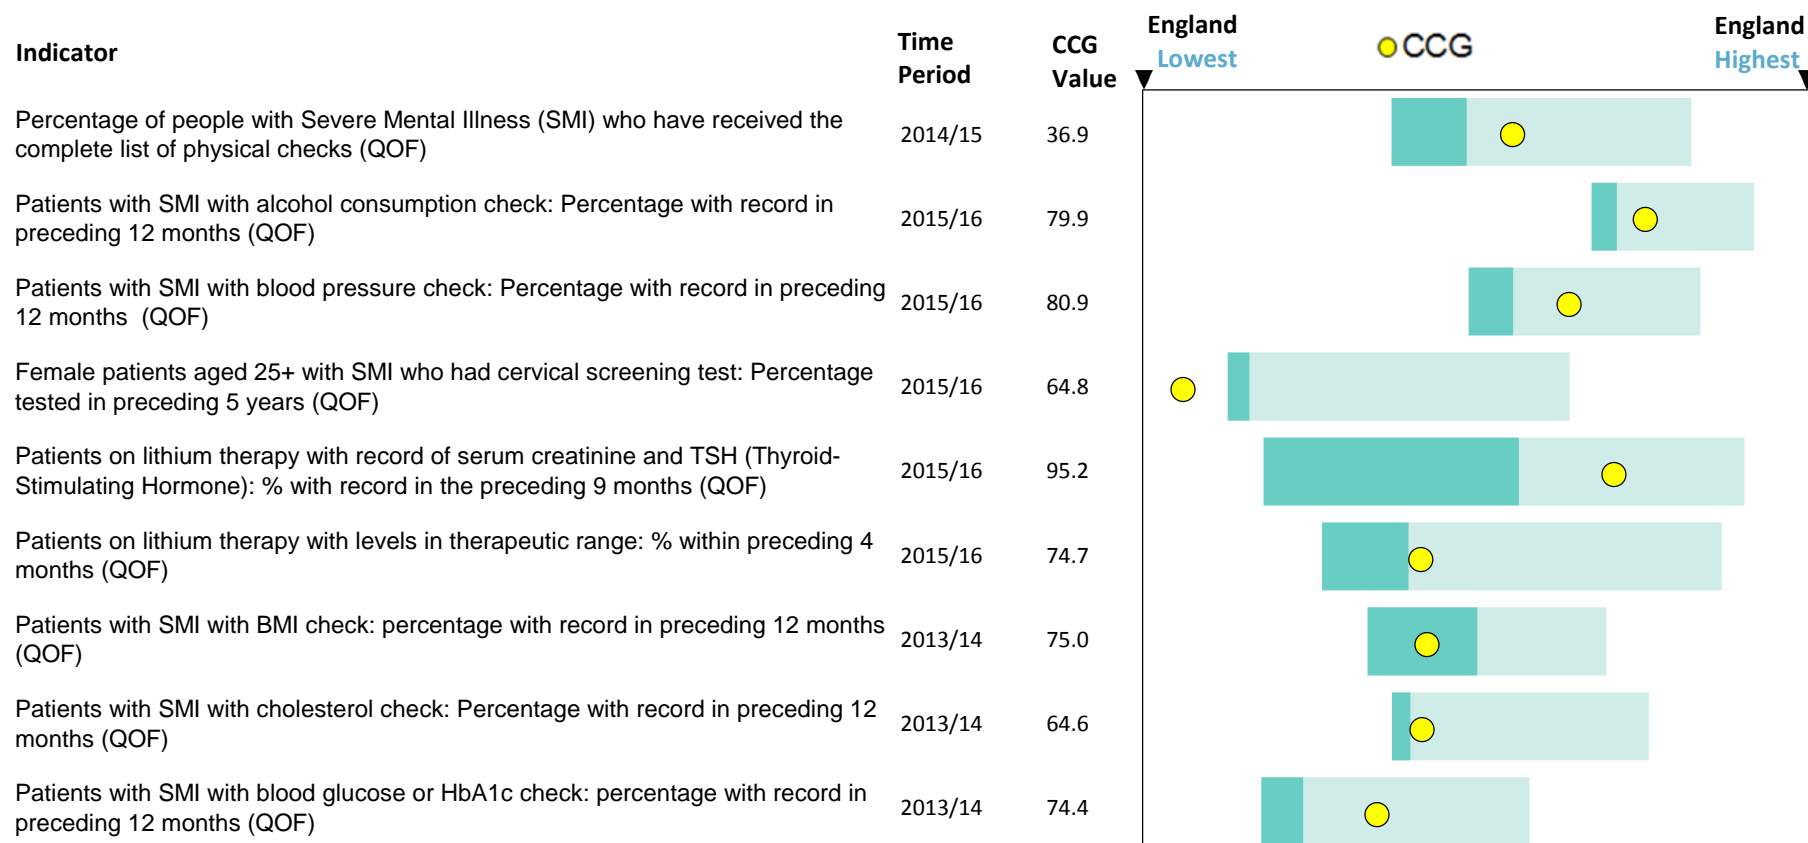 Indicator
Time
Period
CCG
Value
England
Lowest
CCG
England
Highest
Percentage of people with Severe Mental Illness (SMI) who have received the
complete list of physical checks (QOF)
2014/15
36.9
Patients with SMI with alcohol consumption check: Percentage with record in
preceding 12 months (QOF)
2015/16
79.9
Patients with SMI with blood pressure check: Percentage with record in preceding
12 months  (QOF)
2015/16
80.9
Female patients aged 25+ with SMI who had cervical screening test: Percentage
tested in preceding 5 years (QOF)
2015/16
64.8
Patients on lithium therapy with record of serum creatinine and TSH (Thyroid-
Stimulating Hormone): % with record in the preceding 9 months (QOF)
2015/16
95.2
Patients on lithium therapy with levels in therapeutic range: % within preceding 4
months (QOF)
2015/16
74.7
Patients with SMI with BMI check: percentage with record in preceding 12 months
(QOF)
2013/14
75.0
Patients with SMI with cholesterol check: Percentage with record in preceding 12
months (QOF)
2013/14
64.6
Patients with SMI with blood glucose or HbA1c check: percentage with record in
preceding 12 months (QOF)
2013/14
74.4